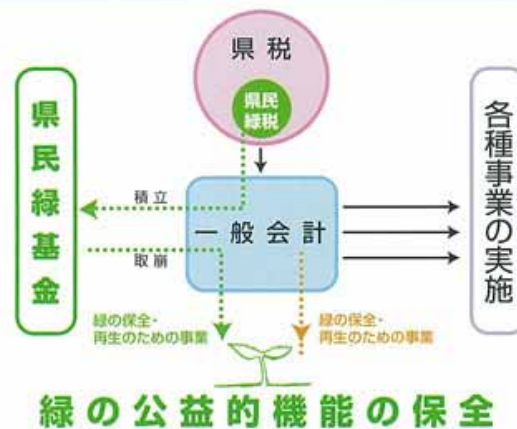 県税
県民
緑税
県民緑基金
積立
取崩
一般会計
各種事業の実施
緑の保全・
再生のための事業
緑の保全・
再生のための事業
緑の公益的機能の保全